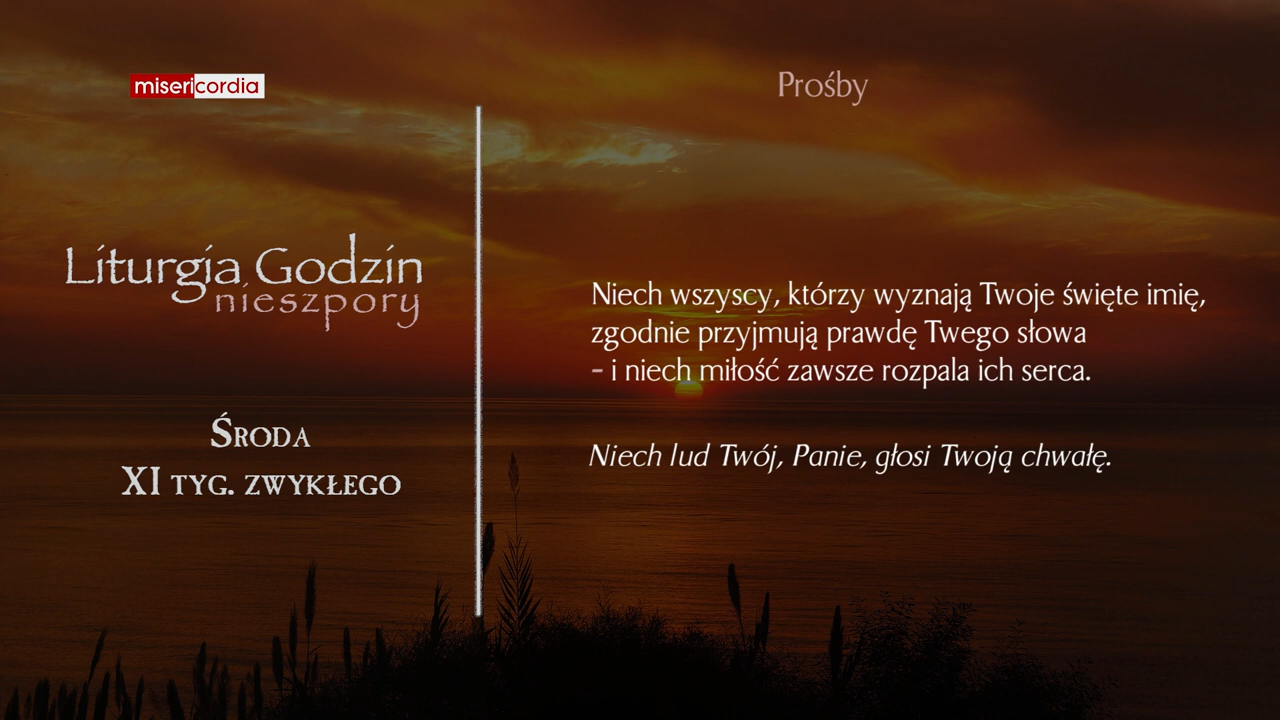 misericordia
Prośby
Liturgia Godzin
nieszpory
Niech wszyscy, którzy wyznają Twoje święte imię,
zgodnie przyjmują prawdę Twego słowa
- i niech miłość zawsze rozpala ich serca.
Środa
XI tyg. zwykłego
Niech lud Twój, Panie, głosi Twoją chwałę.